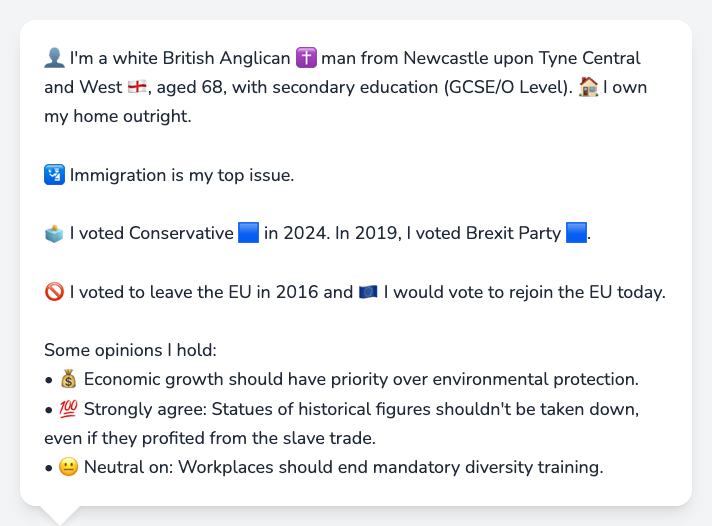 👤 I'm a white British Anglican ✝️ man from Newcastle upon Tyne Central
and West 🏴󠁧󠁢󠁥󠁮󠁧󠁿, aged 68, with secondary education (GCSE/O Level). 🏠 I own
my home outright.
🛂 Immigration is my top issue.
🗳️ I voted Conservative 🟦 in 2024. In 2019, I voted Brexit Party 🟦.
🚫 I voted to leave the EU in 2016 and 🇪🇺 I would vote to rejoin the EU today.
Some opinions I hold:
• 💰 Economic growth should have priority over environmental protection.
• 💯 Strongly agree: Statues of historical figures shouldn't be taken down,
even if they profited from the slave trade.
• 😐 Neutral on: Workplaces should end mandatory diversity training.